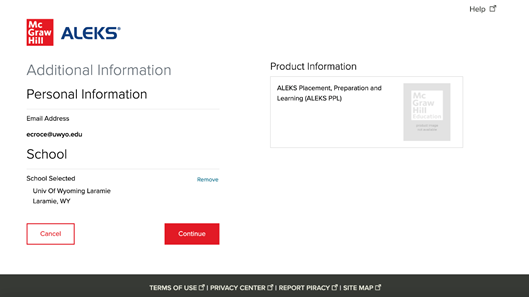 Help
Mc
Graw
Hill
ALEKS®
Additional Information
Personal Information
Email Address
ecroce@uwyo.edu
School
School Selected
Remove
Univ Of Wyoming Laramie
Laramie, WY
Cancel
Continue
Product Information
ALEKS Placement, Preparation and
Learning (ALEKS PPL)
Mc
Graw
Hill
Education
TERMS OF USE | PRIVACY CENTER | REPORT PIRACY | SITE MAP